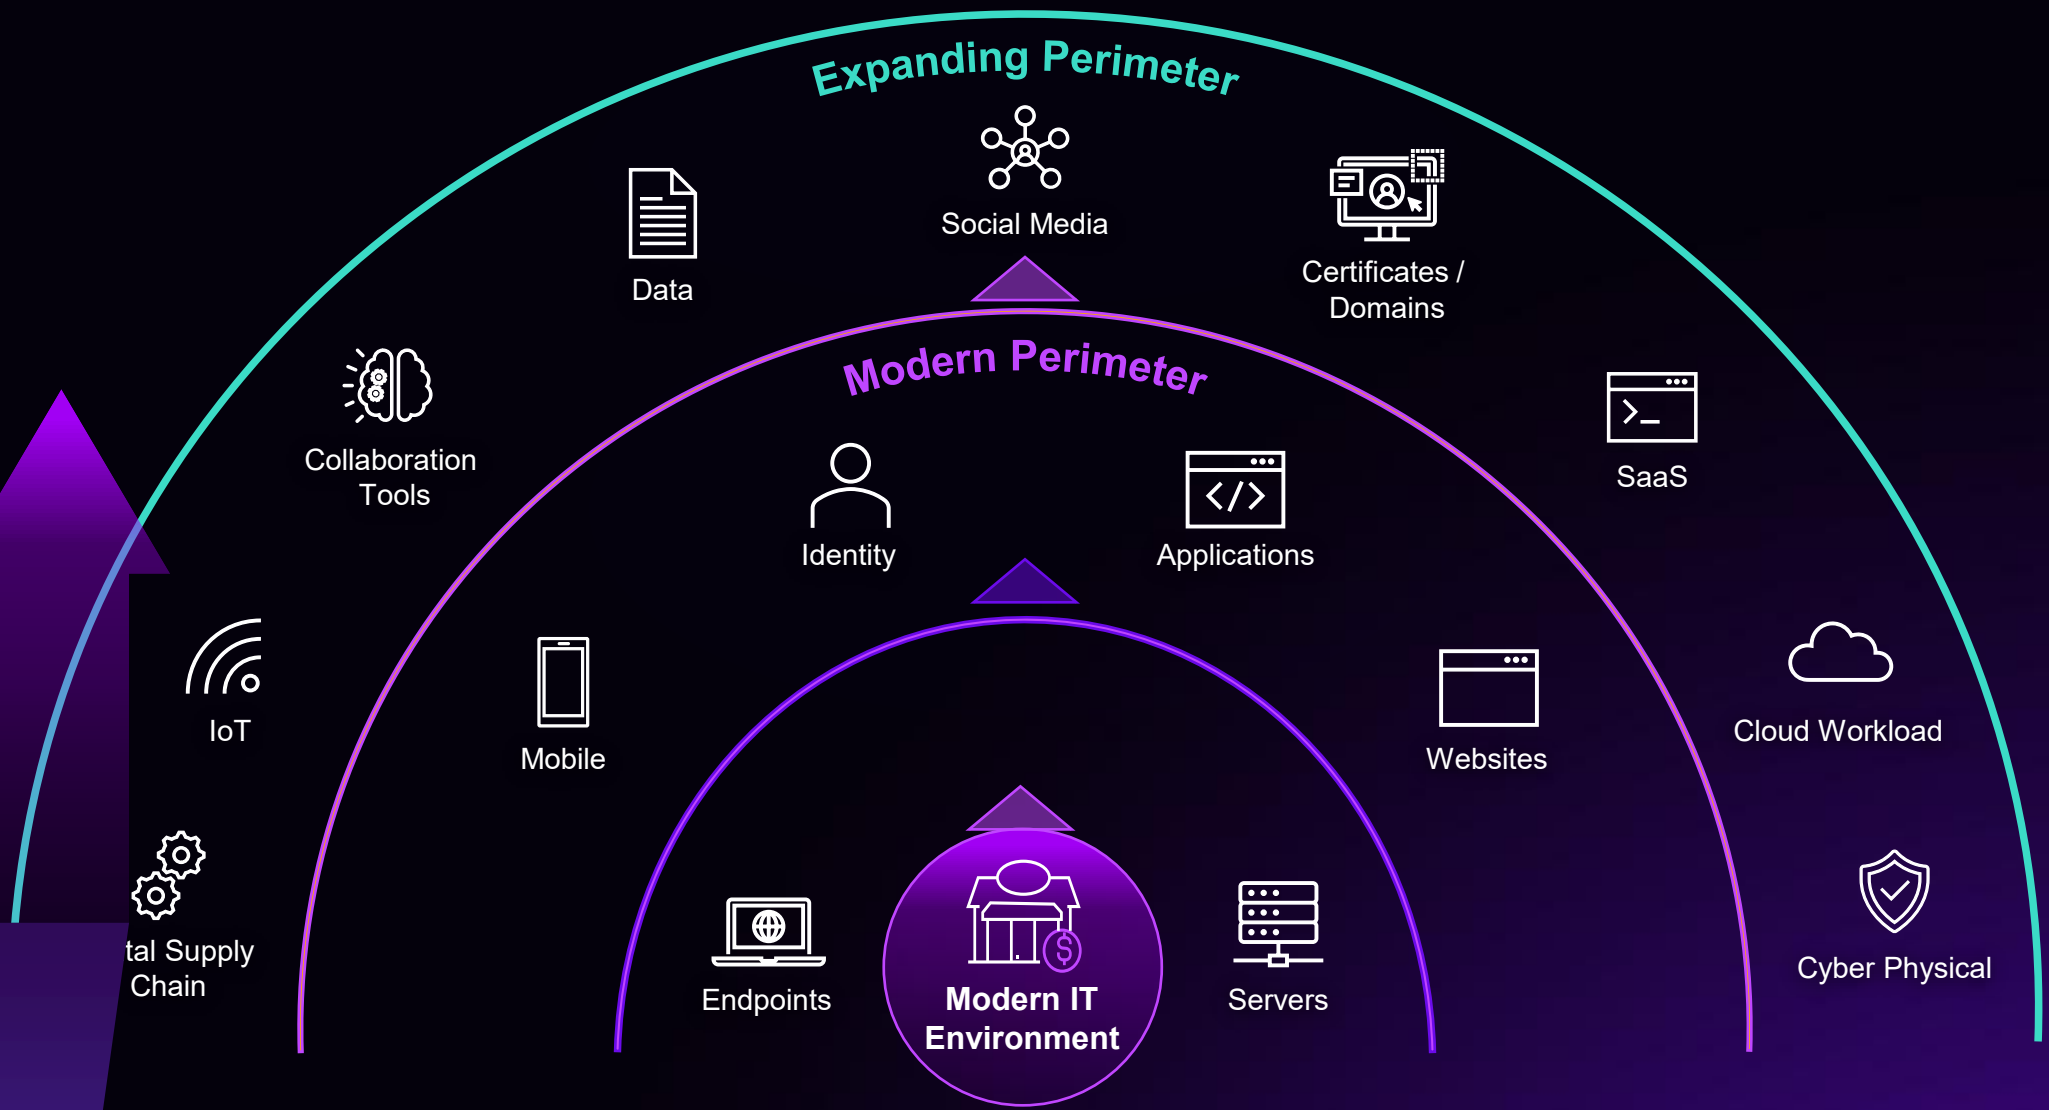 Expanding Perimeter
Social Media
Data
Certificates /
Domains
Modern Perimeter
Collaboration
Tools
SaaS
Identity
Applications
IoT
Mobile
Websites
Cloud Workload
tal Supply
Chain
Cyber Physical
Endpoints
$
Modern IT
Environment
Servers